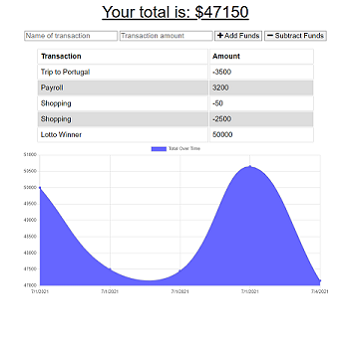 Your total is: $47150
Name of transaction Transaction amount + Add Funds − Subtract Funds
Transaction Amount
Trip to Portugal -3500
Payroll 3200
Shopping -50
Shopping -2500
Lotto Winner 50000
Total Over Time
51000
50500
50000
49500
49000
48500
48000
47500
47000
7/1/2021 7/1/2021 7/1/2021 7/1/2021 7/4/2021